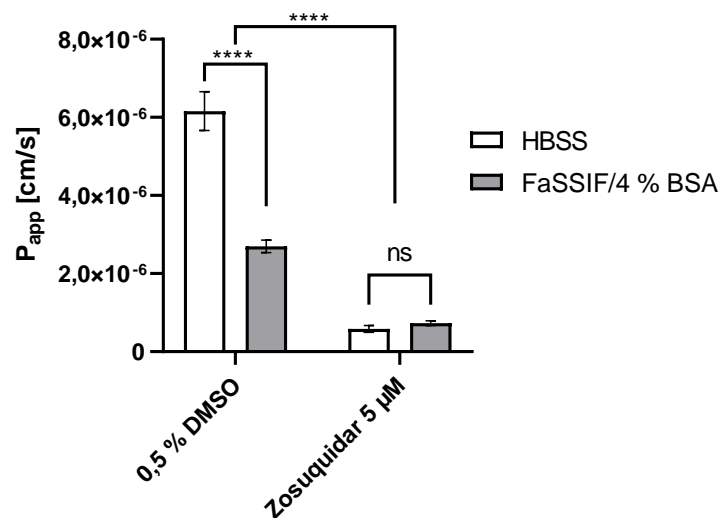 ****
8,0×10⁻⁶
****
6,0×10⁻⁶
HBSS
FaSSIF/4 % BSA
4,0×10⁻⁶
Papp [cm/s]
ns
2,0×10⁻⁶
0
0,5 % DMSO
Zosuquidar 5 µM